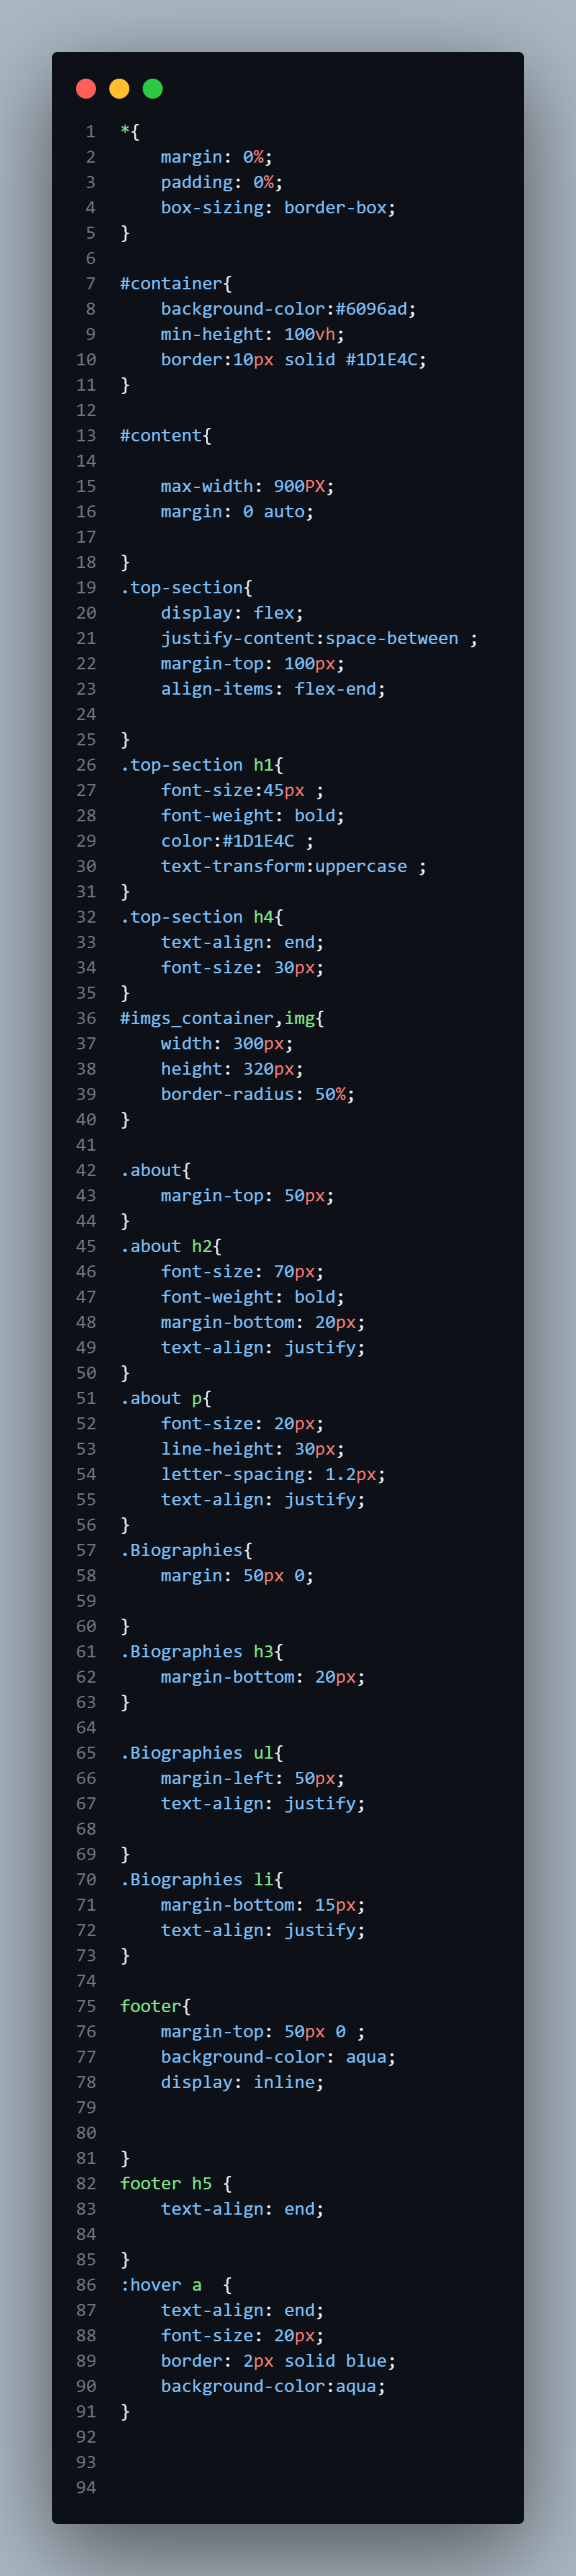 1 *{
2     margin: 0%;
3     padding: 0%;
4     box-sizing: border-box;
5 }
6
7 #container{
8     background-color:#6096ad;
9     min-height: 100vh;
10     border:10px solid #1D1E4C;
11 }
12
13 #content{
14
15     max-width: 900PX;
16     margin: 0 auto;
17
18 }
19 .top-section{
20     display: flex;
21     justify-content:space-between ;
22     margin-top: 100px;
23     align-items: flex-end;
24
25 }
26 .top-section h1{
27     font-size:45px ;
28     font-weight: bold;
29     color:#1D1E4C ;
30     text-transform:uppercase ;
31 }
32 .top-section h4{
33     text-align: end;
34     font-size: 30px;
35 }
36 #imgs_container,img{
37     width: 300px;
38     height: 320px;
39     border-radius: 50%;
40 }
41
42 .about{
43     margin-top: 50px;
44 }
45 .about h2{
46     font-size: 70px;
47     font-weight: bold;
48     margin-bottom: 20px;
49     text-align: justify;
50 }
51 .about p{
52     font-size: 20px;
53     line-height: 30px;
54     letter-spacing: 1.2px;
55     text-align: justify;
56 }
57 .Biographies{
58     margin: 50px 0;
59
60 }
61 .Biographies h3{
62     margin-bottom: 20px;
63 }
64
65 .Biographies ul{
66     margin-left: 50px;
67     text-align: justify;
68
69 }
70 .Biographies li{
71     margin-bottom: 15px;
72     text-align: justify;
73 }
74
75 footer{
76     margin-top: 50px 0 ;
77     background-color: aqua;
78     display: inline;
79
80
81 }
82 footer h5 {
83     text-align: end;
84
85 }
86 :hover a  {
87     text-align: end;
88     font-size: 20px;
89     border: 2px solid blue;
90     background-color:aqua;
91 }
92
93
94